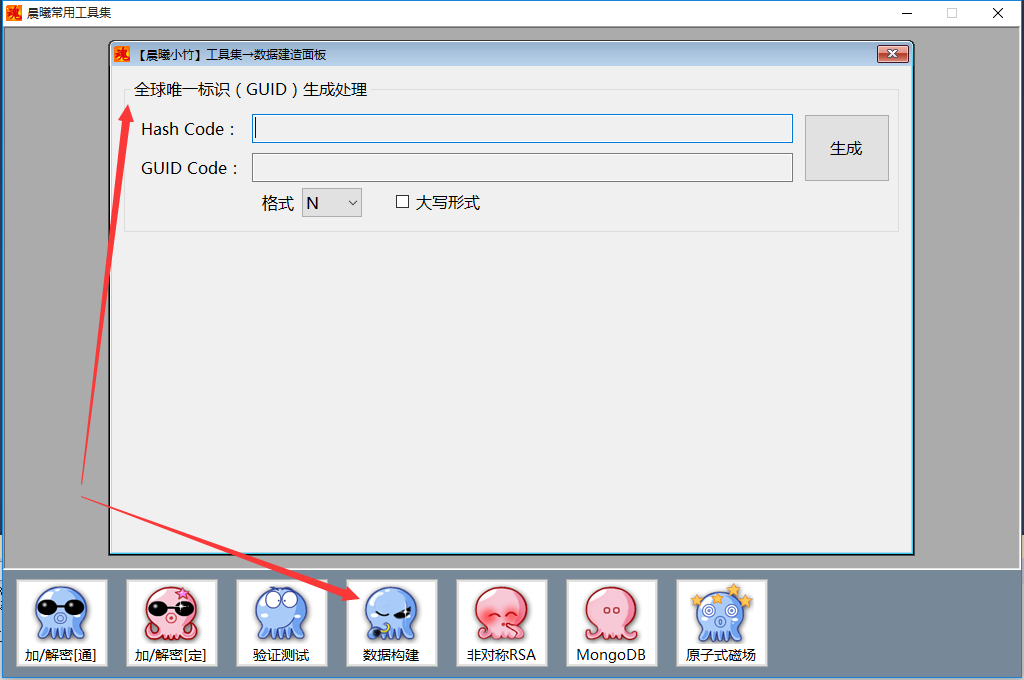 魂 晨曦常用工具集
魂 【晨曦小竹】工具集→数据建造面板
全球唯一标识（GUID）生成处理
Hash Code：
生成
GUID Code：
格式 N 大写形式
加/解密[通] 加/解密[定] 验证测试 数据构建 非对称RSA MongoDB 原子式磁场